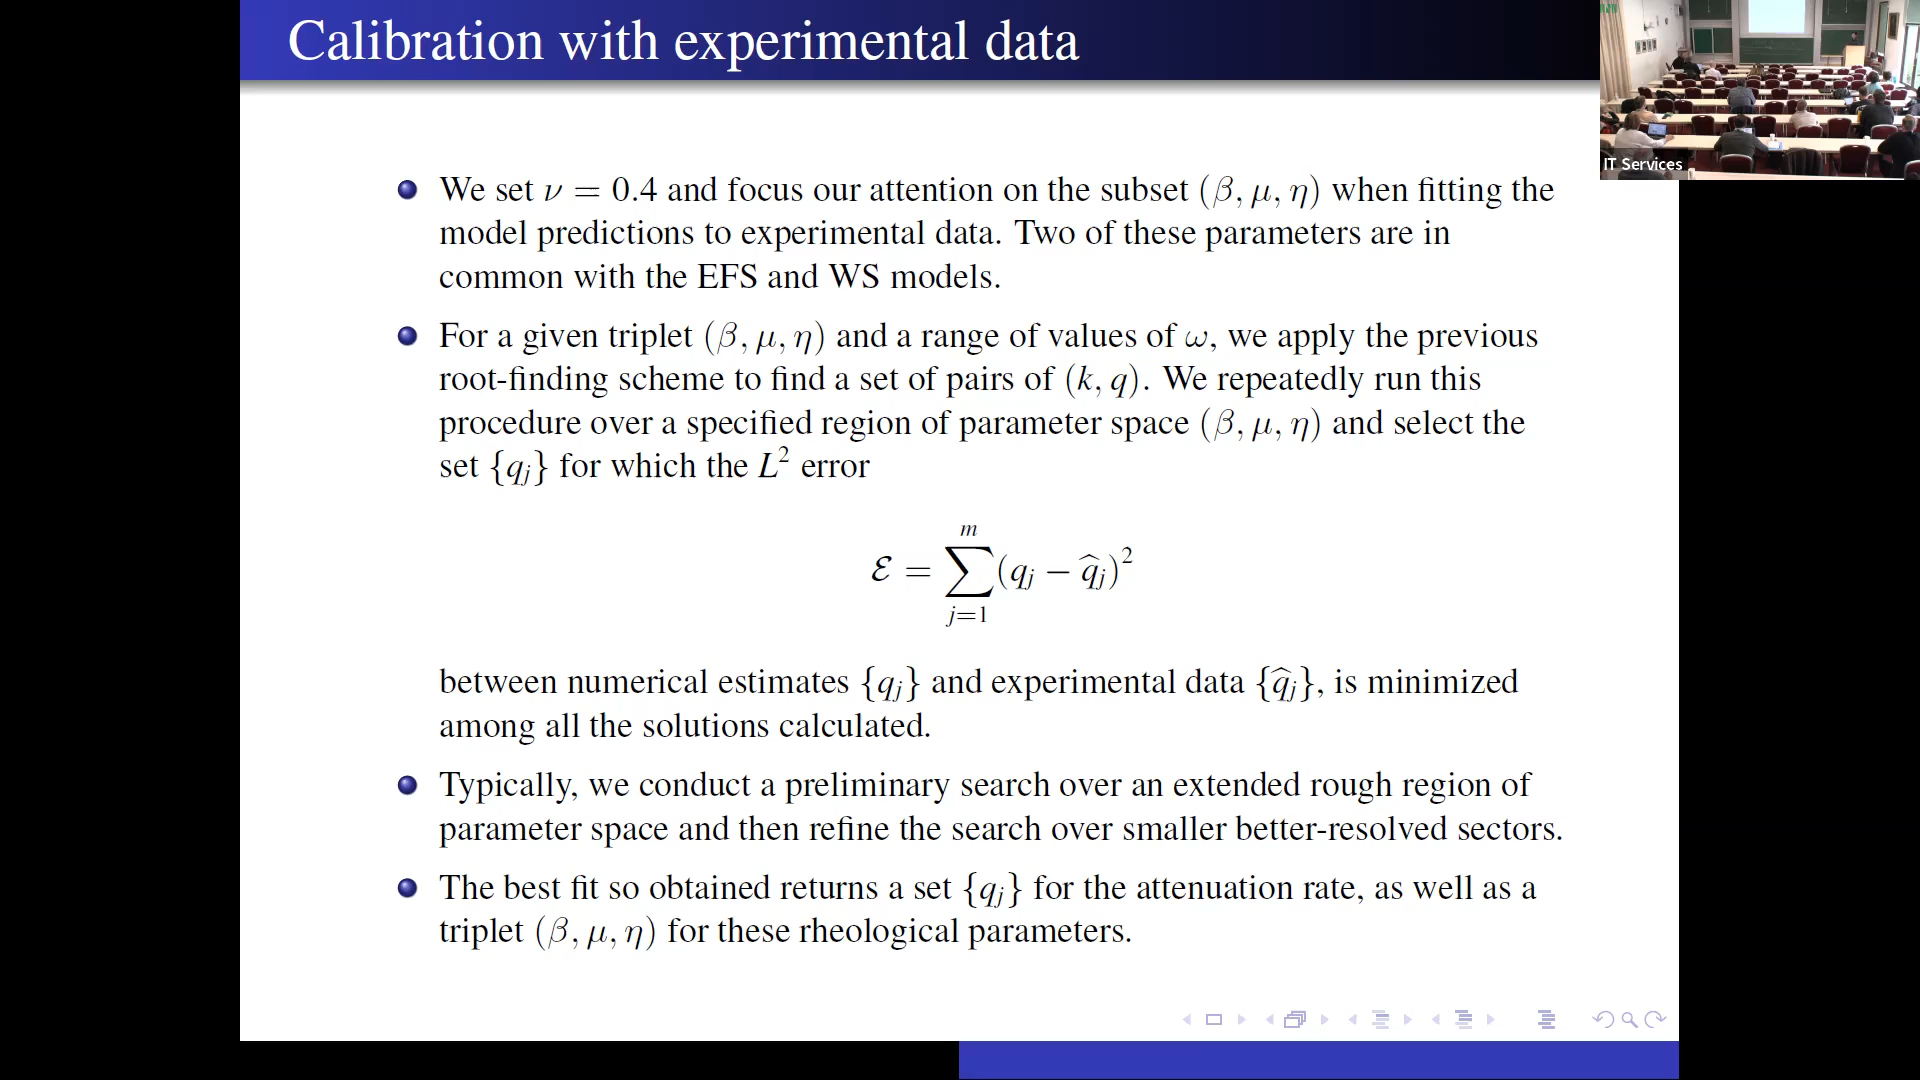 Calibration with experimental data
IT Services
We set ν = 0.4 and focus our attention on the subset (β, μ, η) when fitting the
model predictions to experimental data. Two of these parameters are in
common with the EFS and WS models.
For a given triplet (β, μ, η) and a range of values of ω, we apply the previous
root-finding scheme to find a set of pairs of (k, q). We repeatedly run this
procedure over a specified region of parameter space (β, μ, η) and select the
set {q_j} for which the L² error
ℰ = ∑_{j=1}^{m} (q_j − q̂_j)²
between numerical estimates {q_j} and experimental data {q̂_j}, is minimized
among all the solutions calculated.
Typically, we conduct a preliminary search over an extended rough region of
parameter space and then refine the search over smaller better-resolved sectors.
The best fit so obtained returns a set {q_j} for the attenuation rate, as well as a
triplet (β, μ, η) for these rheological parameters.